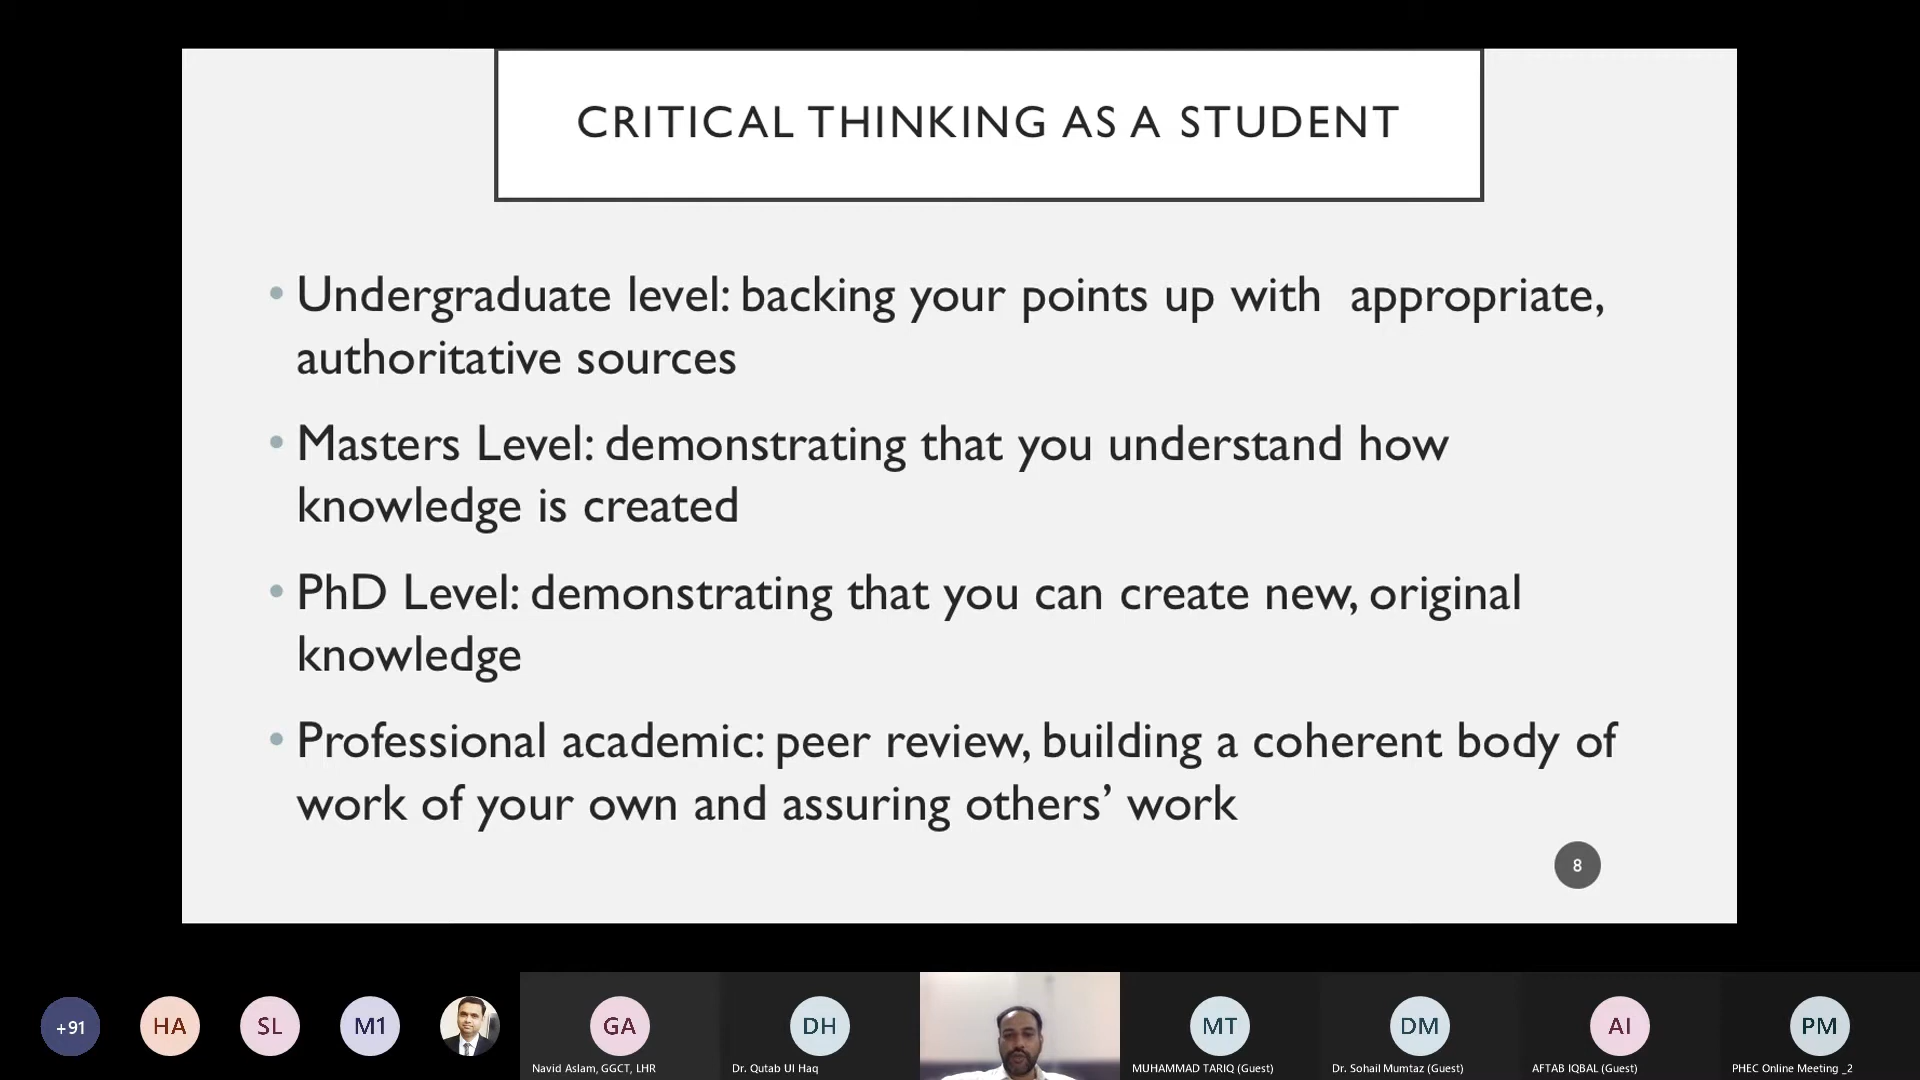 CRITICAL THINKING AS A STUDENT
• Undergraduate level: backing your points up with  appropriate,
authoritative sources
• Masters Level: demonstrating that you understand how
knowledge is created
• PhD Level: demonstrating that you can create new, original
knowledge
• Professional academic: peer review, building a coherent body of
work of your own and assuring others’ work
8
+91
HA
SL
M1
GA
DH
MT
DM
AI
PM
Navid Aslam, GGCT, LHR
Dr. Qutab Ul Haq
MUHAMMAD TARIQ (Guest)
Dr. Sohail Mumtaz (Guest)
AFTAB IQBAL (Guest)
PHEC Online Meeting _2